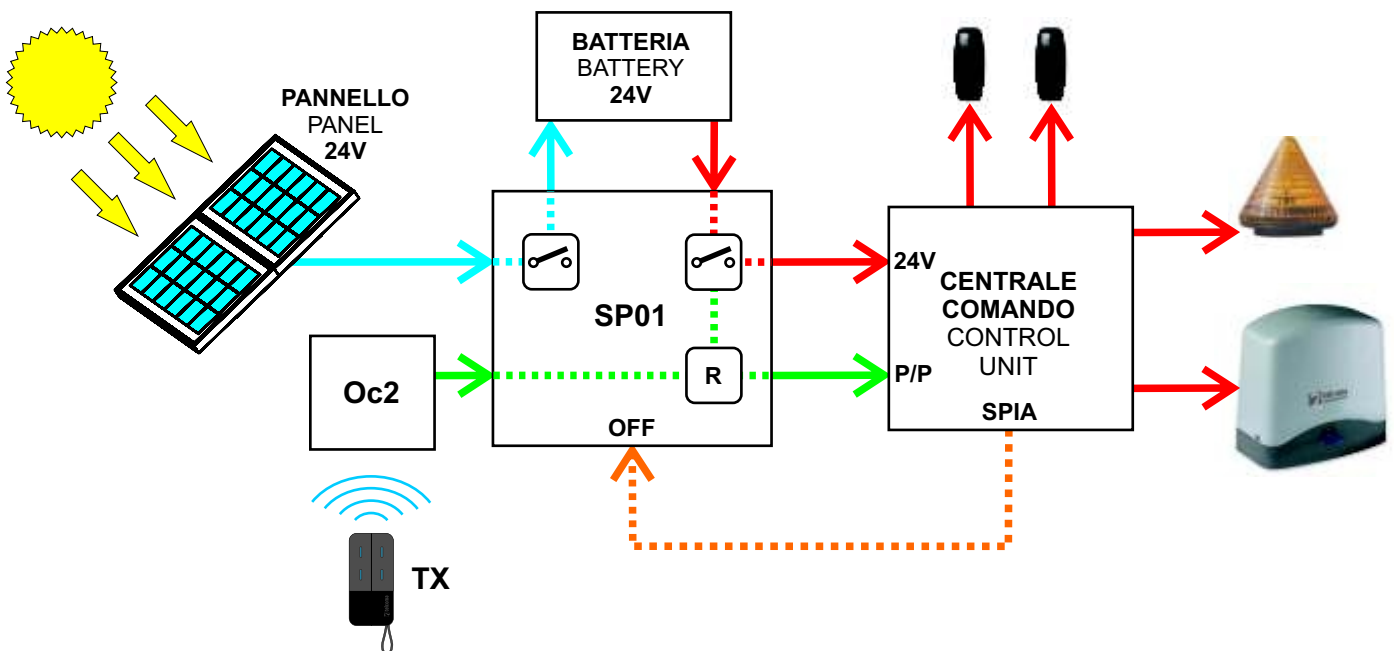 BATTERIA
BATTERY
24V
PANNELLO
PANEL
24V
24V
CENTRALE
COMANDO
CONTROL
UNIT
SP01
Oc2
R
P/P
SPIA
OFF
TX